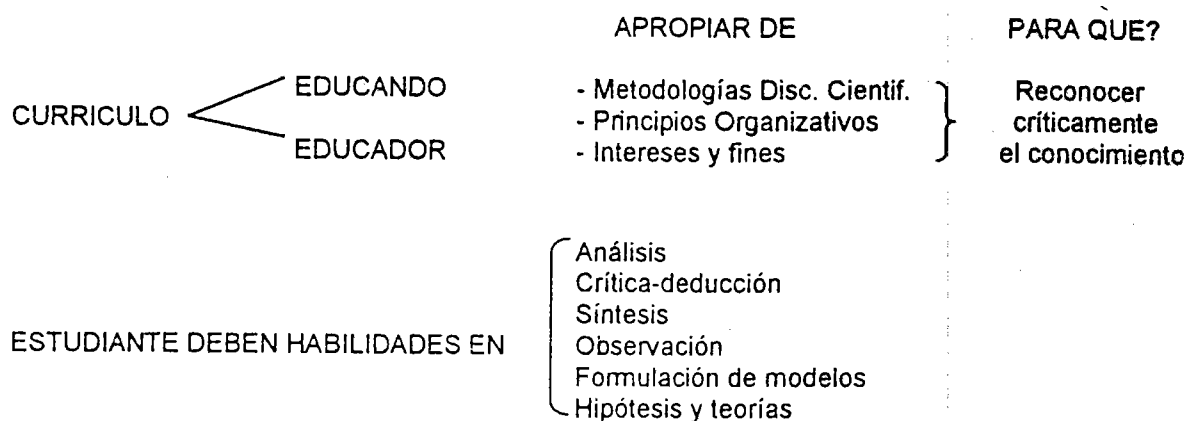 APROPIAR DE PARA QUE?
EDUCANDO - Metodologías Disc. Cientif. Reconocer
CURRICULO - Principios Organizativos críticamente
EDUCADOR - Intereses y fines el conocimiento
Análisis
Crítica-deducción
Síntesis
ESTUDIANTE DEBEN HABILIDADES EN Observación
Formulación de modelos
Hipótesis y teorías